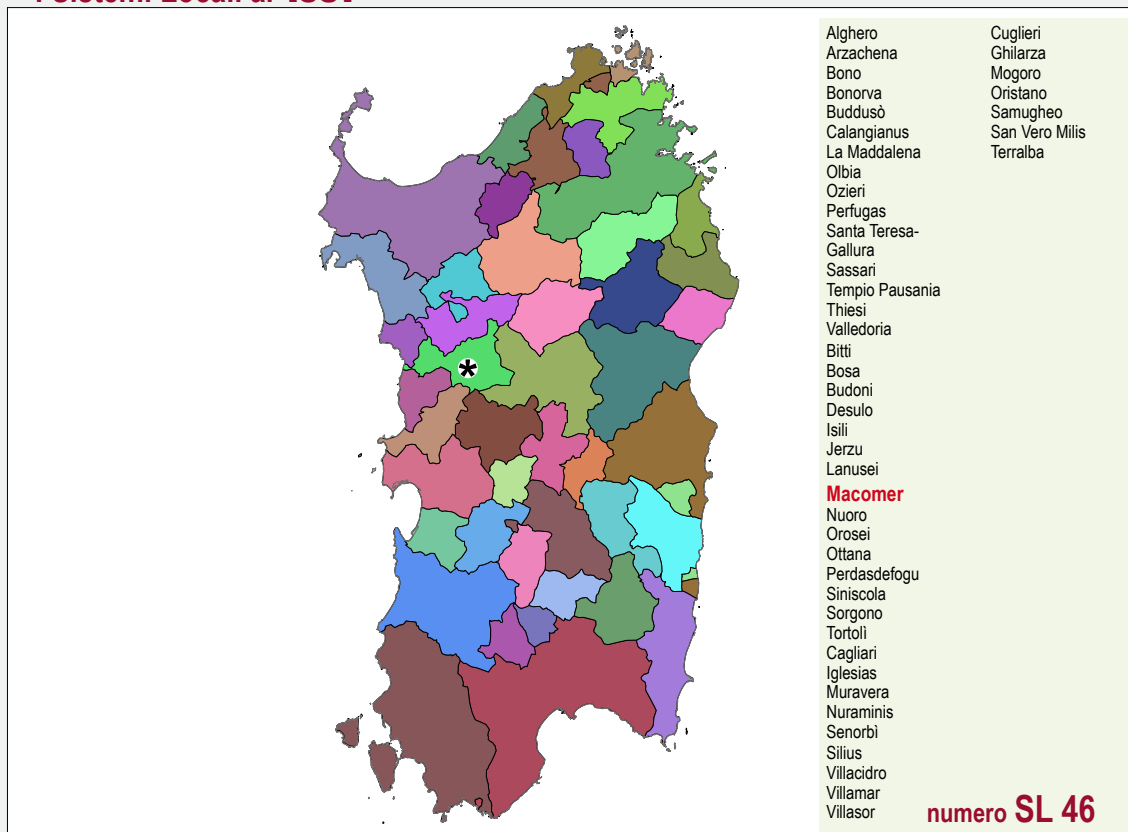 Alghero
Arzachena
Bono
Bonorva
Buddusò
Calangianus
La Maddalena
Olbia
Ozieri
Perfugas
Santa Teresa-
Gallura
Sassari
Tempio Pausania
Thiesi
Valledoria
Bitti
Bosa
Budoni
Desulo
Isili
Jerzu
Lanusei
Macomer
Nuoro
Orosei
Ottana
Perdasdefogu
Siniscola
Sorgono
Tortolì
Cagliari
Iglesias
Muravera
Nuraminis
Senorbì
Silius
Villacidro
Villamar
Villasor
Cuglieri
Ghilarza
Mogoro
Oristano
Samugheo
San Vero Milis
Terralba
*
numero SL 46